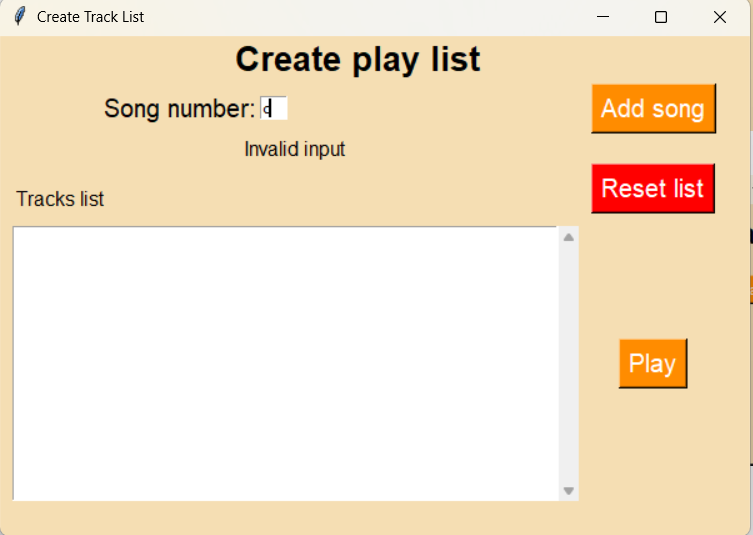 Create Track List
Create play list
Song number: c
Add song
Invalid input
Reset list
Tracks list
Play